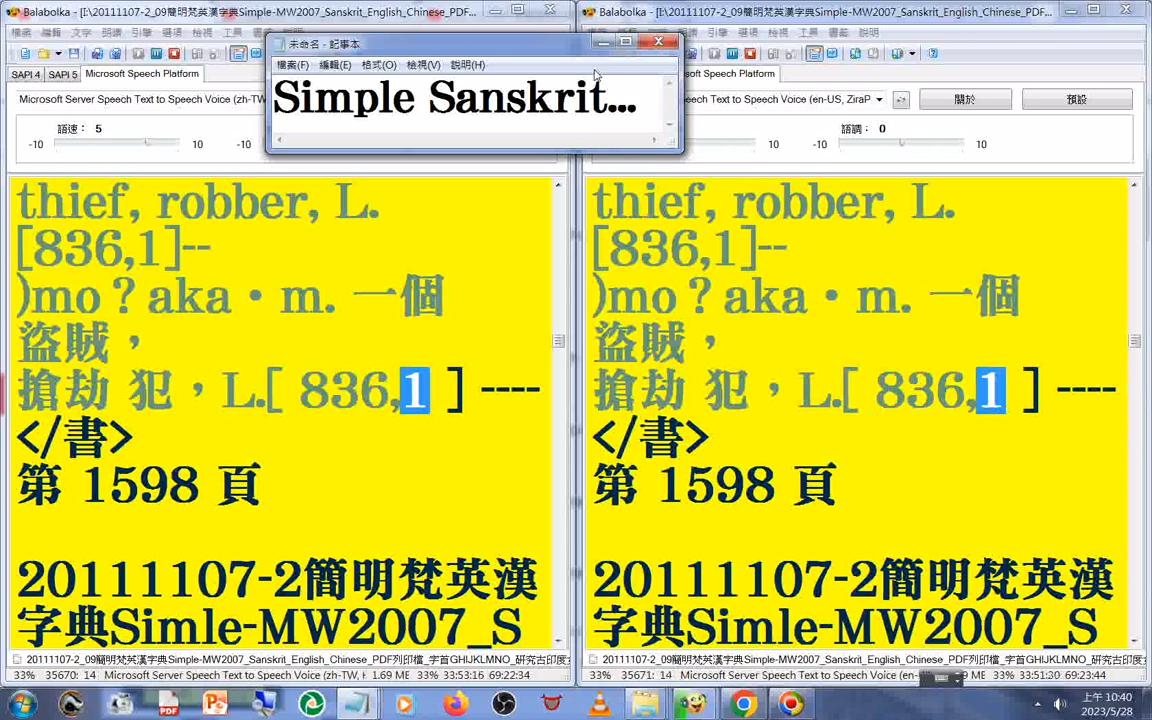 Balabolka - [I:\20111107-2_09簡明梵英漢字典Simple-MW2007_Sanskrit_English_Chinese_PDF...
Balabolka - [I:\20111107-2_09簡明梵英漢字典Simple-MW2007_Sanskrit_English_Chinese_PDF...
未命名 - 記事本
檔案(F) 編輯(E) 格式(O) 檢視(V) 說明(H)
Simple Sanskrit...
SAPI 4 SAPI 5 Microsoft Speech Platform
Speech Platform
Microsoft Server Speech Text to Speech Voice (zh-TW
eech Text to Speech Voice (en-US, ZiraP
關於
預設
語速： 5
-10 10 -10
語調： 0
10 -10 10
thief, robber, L.
[836,1]--
)mo？aka・m. 一個
盜賊，
搶劫 犯，L.[ 836,1 ] ----
</書>
第 1598 頁
20111107-2簡明梵英漢
字典Simle-MW2007_S
thief, robber, L.
[836,1]--
)mo？aka・m. 一個
盜賊，
搶劫 犯，L.[ 836,1 ] ----
</書>
第 1598 頁
20111107-2簡明梵英漢
字典Simle-MW2007_S
20111107-2_09簡明梵英漢字典Simple-MW2007_Sanskrit_English_Chinese_PDF列印檔_字首GHIJKLMNO_研究古印度
20111107-2_09簡明梵英漢字典Simple-MW2007_Sanskrit_English_Chinese_PDF列印檔_字首GHIJKLMNO_研究古印度
33% 35670: 14 Microsoft Server Speech Text to Speech Voice (zh-TW, 1.69 MB 33% 33:53:16 69:22:34
33% 35671: 14 Microsoft Server Speech Text to Speech Voice 9 MB 33% 33:51:20 69:23:44
上午 10:40
2023/5/28